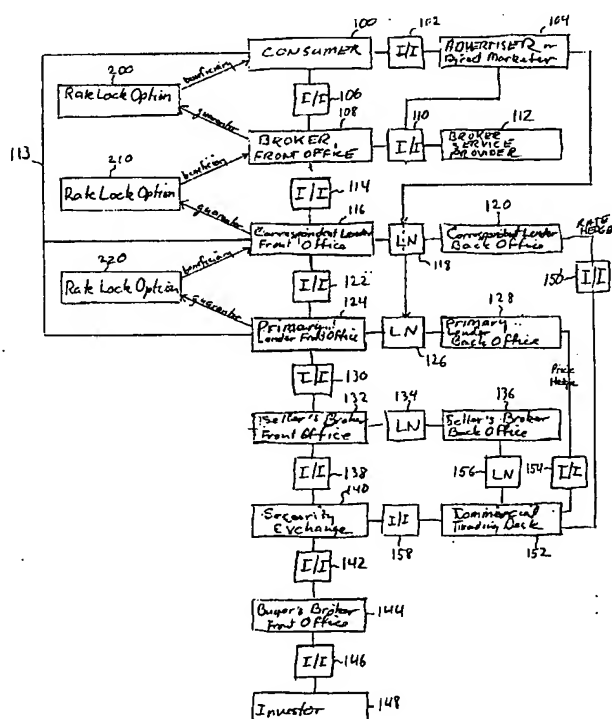 100
102
104
CONSUMER
I/I
ADVERTISER or
Direct Marketer
200
beneficiary
Rate Lock Option
I/I
106
guarantor
108
110
112
BROKER
FRONT OFFICE
I/I
BROKER
SERVICE
PROVIDER
113
210
beneficiary
I/I
114
Rate Lock Option
guarantor
116
120
Correspondent Lender
Front Office
LN
118
Correspondent Lender
Back Office
RATE
HEDGE
220
beneficiary
I/I
122
150
I/I
Rate Lock Option
guarantor
124
128
Primary
Lender Front Office
LN
126
Primary
Lender
Back Office
I/I
130
Price
Hedge
132
134
136
Seller's Broker
Front Office
LN
Seller's Broker
Back Office
I/I
138
156
LN
154
I/I
140
Security
Exchange
I/I
158
Commercial
Trading Desk
152
I/I
142
Buyer's Broker
Front Office
144
I/I
146
Investor
148